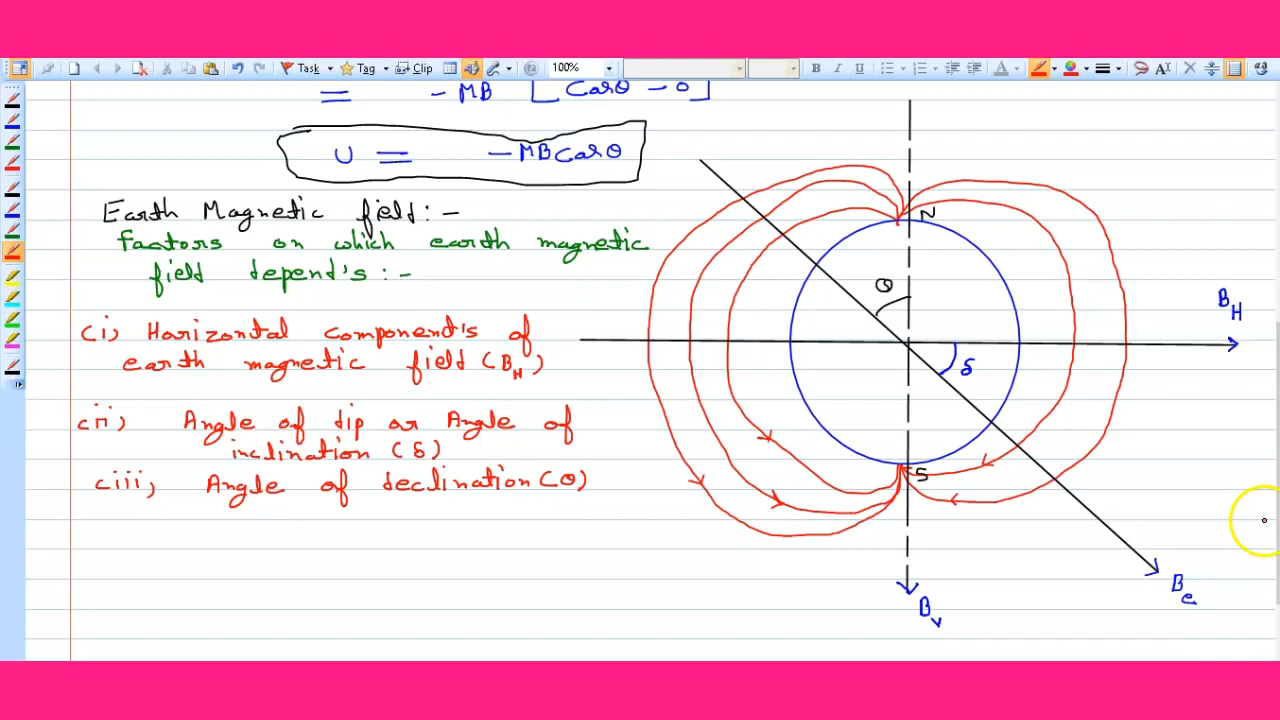 Task Tag Clip 100% B I U A
= -MB [Cosθ - 0]
U = -MBCosθ
Earth Magnetic field:-
factors on which earth magnetic
field depend's:-
(i) Horizontal component's of
earth magnetic field (B_H)
(ii) Angle of dip or Angle of
inclination (δ)
(iii) Angle of declination (θ)
N
θ
B_H
δ
S
B_e
B_v